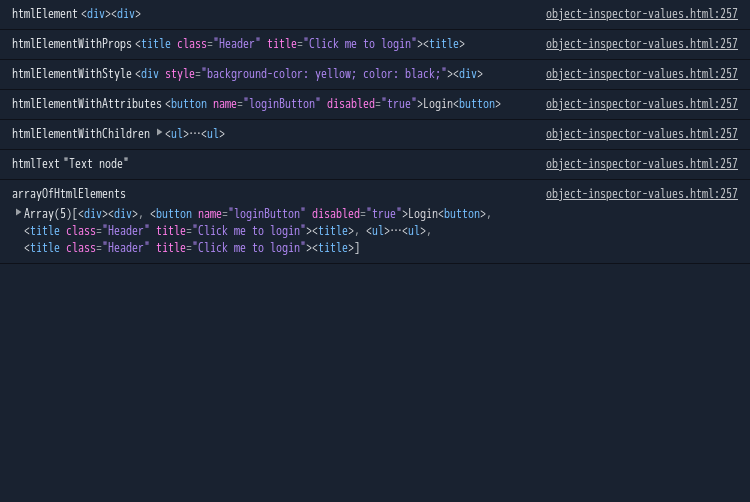 htmlElement <div><div> object-inspector-values.html:257
htmlElementWithProps <title class="Header" title="Click me to login"><title> object-inspector-values.html:257
htmlElementWithStyle <div style="background-color: yellow; color: black;"><div> object-inspector-values.html:257
htmlElementWithAttributes <button name="loginButton" disabled="true">Login<button> object-inspector-values.html:257
htmlElementWithChildren <ul>⋯<ul> object-inspector-values.html:257
htmlText "Text node" object-inspector-values.html:257
arrayOfHtmlElements object-inspector-values.html:257
Array(5)[<div><div>, <button name="loginButton" disabled="true">Login<button>,
<title class="Header" title="Click me to login"><title>, <ul>⋯<ul>,
<title class="Header" title="Click me to login"><title>]